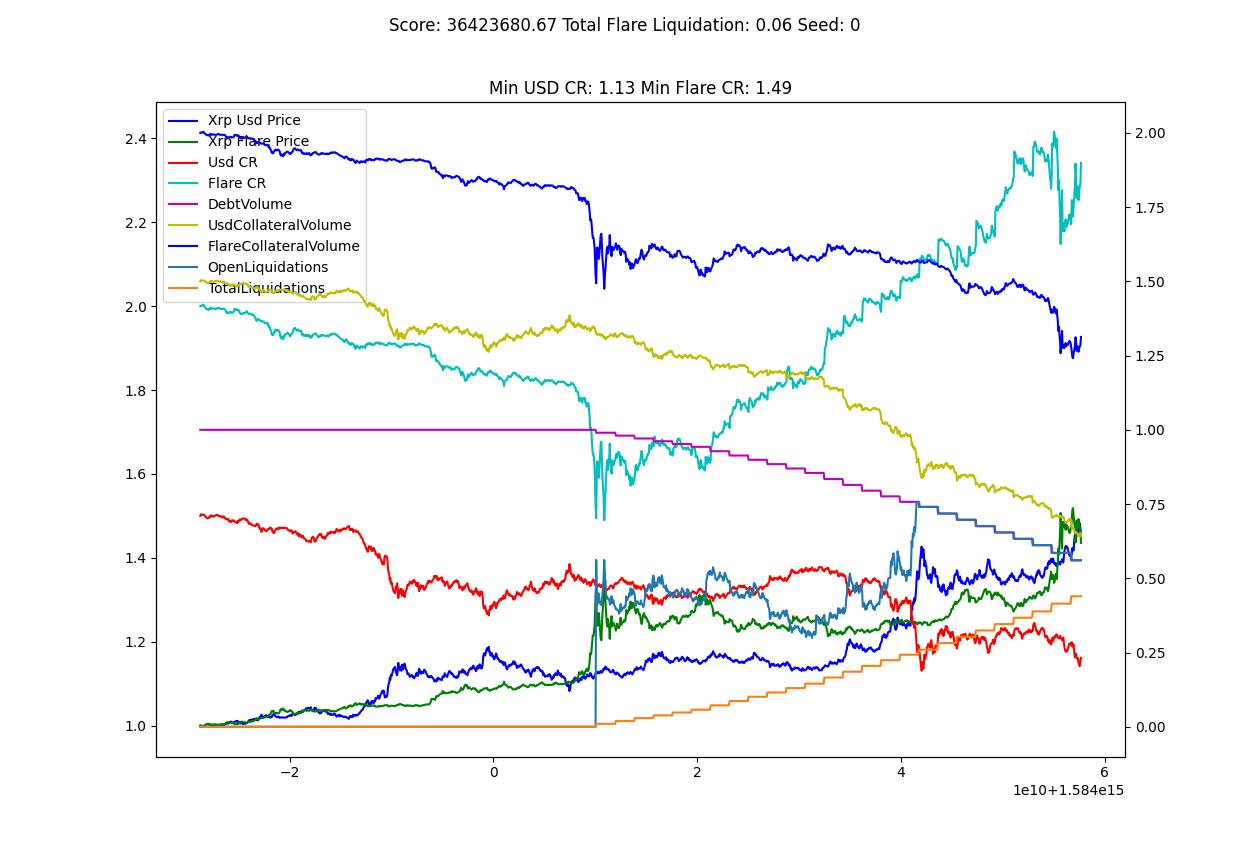 Score: 36423680.67 Total Flare Liquidation: 0.06 Seed: 0
Min USD CR: 1.13 Min Flare CR: 1.49
Xrp Usd Price
Xrp Flare Price
Usd CR
Flare CR
DebtVolume
UsdCollateralVolume
FlareCollateralVolume
OpenLiquidations
TotalLiquidations
2.4
2.2
2.0
1.8
1.6
1.4
1.2
1.0
2.00
1.75
1.50
1.25
1.00
0.75
0.50
0.25
0.00
−2 0 2 4 6
1e10+1.584e15